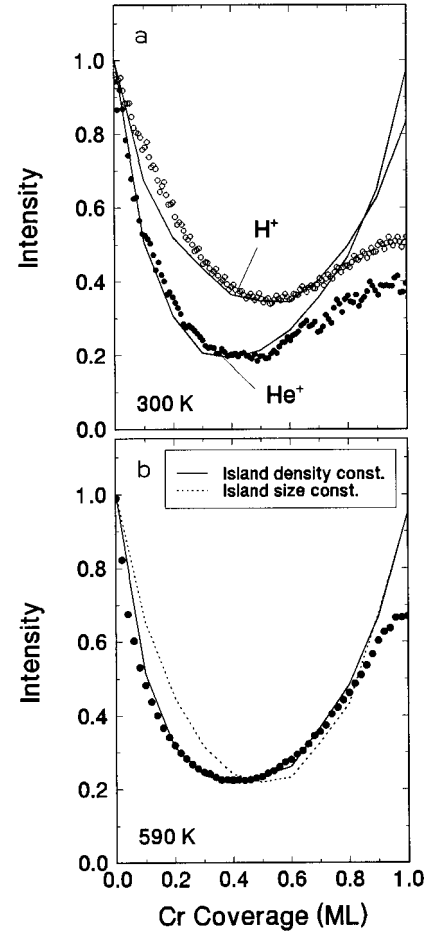 a
1.0
0.8
0.6
0.4
0.2
0.0
Intensity
H+
He+
300 K
b
Island density const.
Island size const.
1.0
0.8
0.6
0.4
0.2
0.0
Intensity
590 K
0.0 0.2 0.4 0.6 0.8 1.0
Cr Coverage (ML)